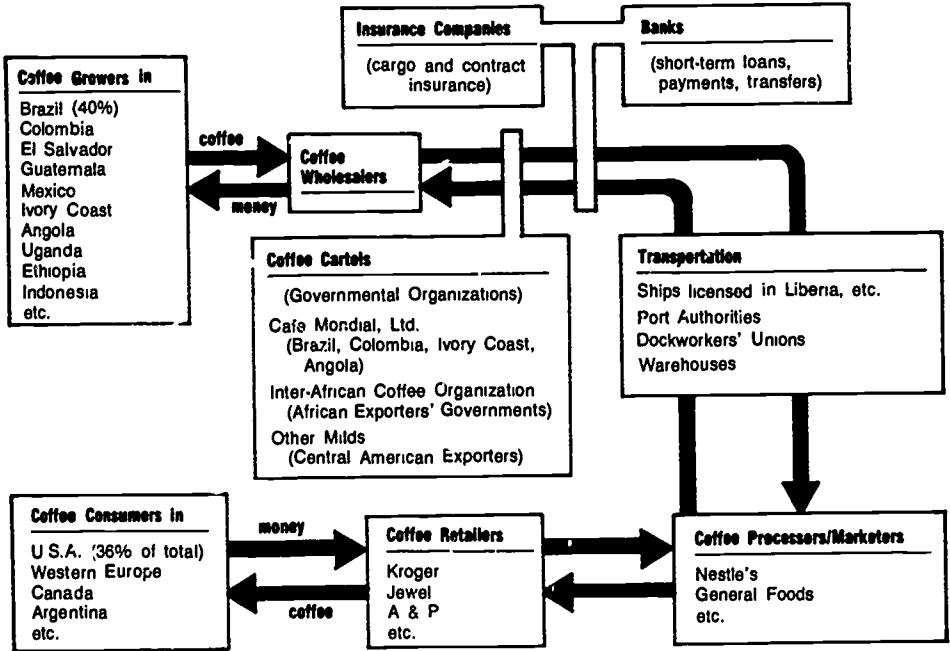 Insurance Companies
(cargo and contract
insurance)
Banks
(short-term loans,
payments, transfers)
Coffee Growers in
Brazil (40%)
Colombia
El Salvador
Guatemala
Mexico
Ivory Coast
Angola
Uganda
Ethiopia
Indonesia
etc.
coffee
money
Coffee
Wholesalers
Coffee Cartels
(Governmental Organizations)
Cafe Mondial, Ltd.
(Brazil, Colombia, Ivory Coast,
Angola)
Inter-African Coffee Organization
(African Exporters' Governments)
Other Milds
(Central American Exporters)
Transportation
Ships licensed in Liberia, etc.
Port Authorities
Dockworkers' Unions
Warehouses
Coffee Consumers in
U S.A. (36% of total)
Western Europe
Canada
Argentina
etc.
money
coffee
Coffee Retailers
Kroger
Jewel
A & P
etc.
Coffee Processors/Marketers
Nestle's
General Foods
etc.